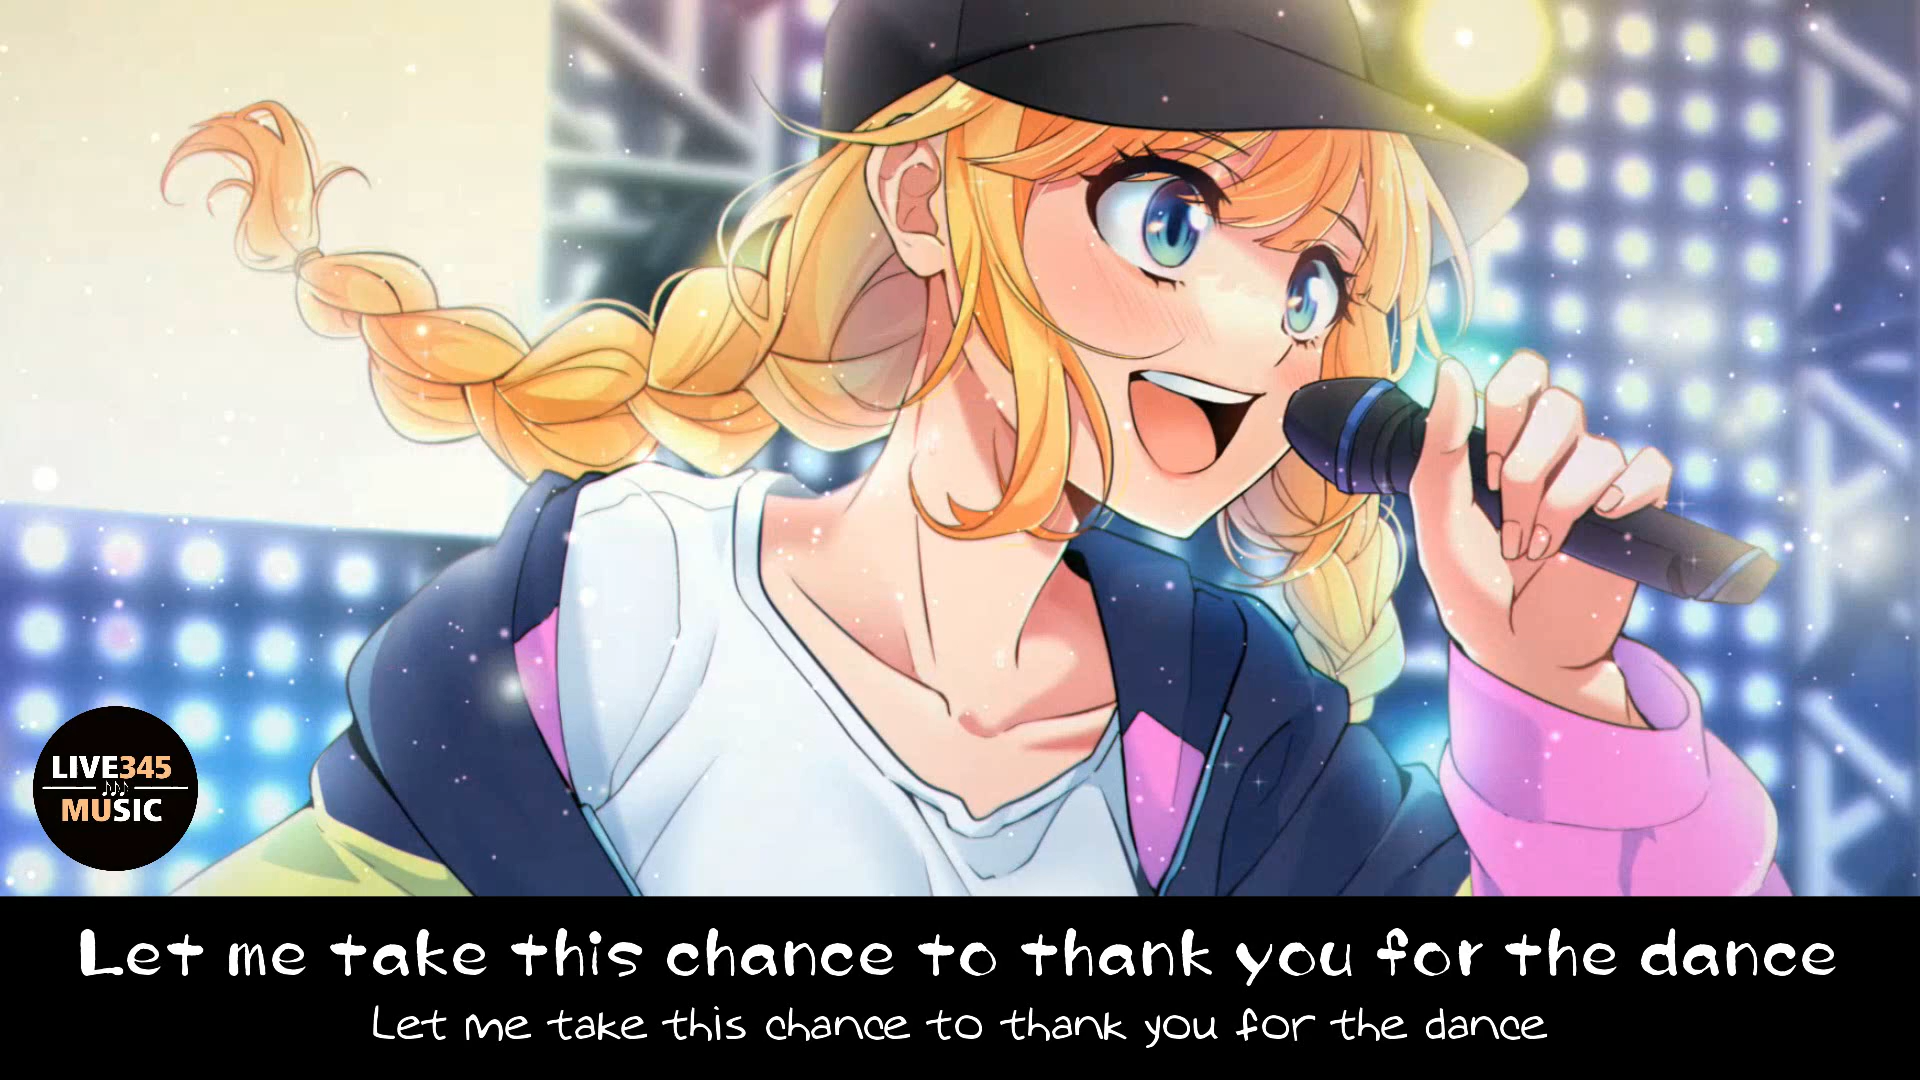 LIVE345
MUSIC
Let me take this chance to thank you for the dance
Let me take this chance to thank you for the dance